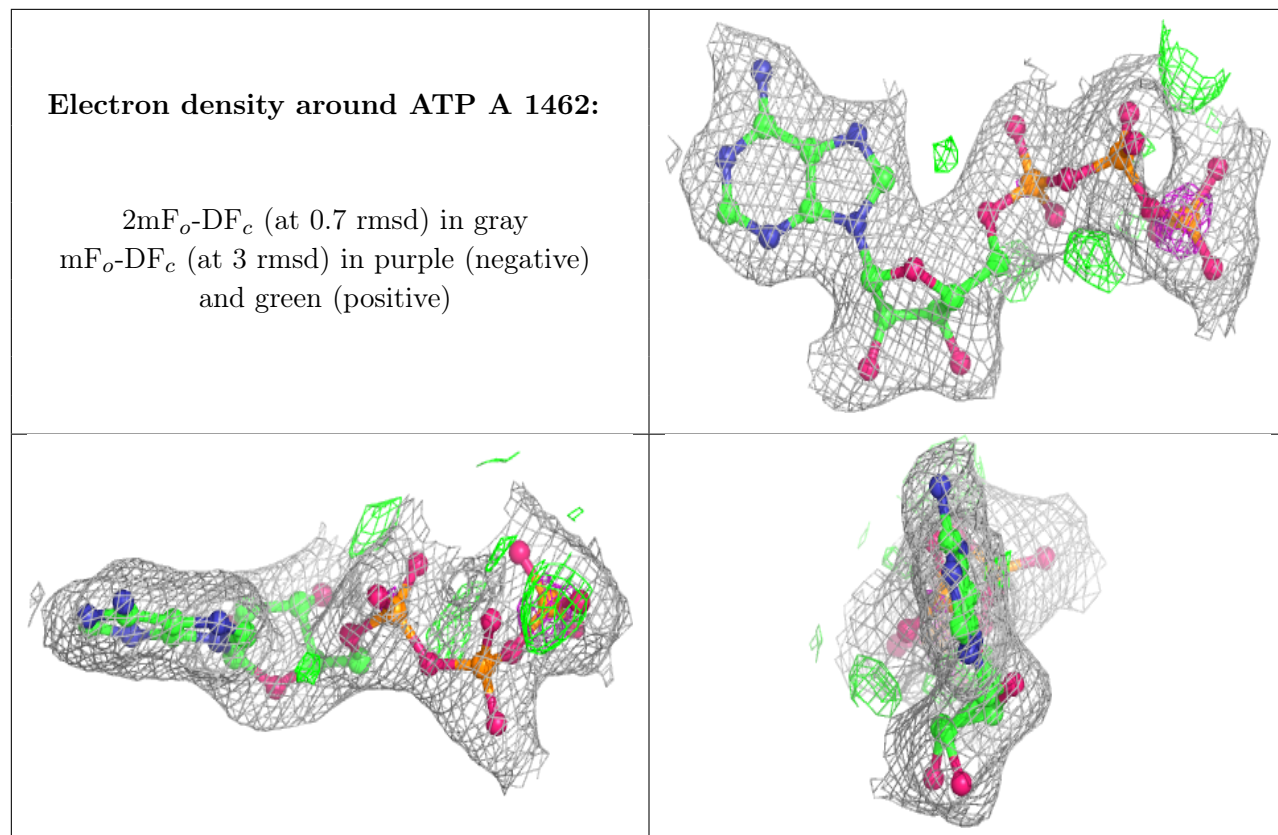 Electron density around ATP A 1462:
2mFo-DFc (at 0.7 rmsd) in gray
mFo-DFc (at 3 rmsd) in purple (negative)
and green (positive)